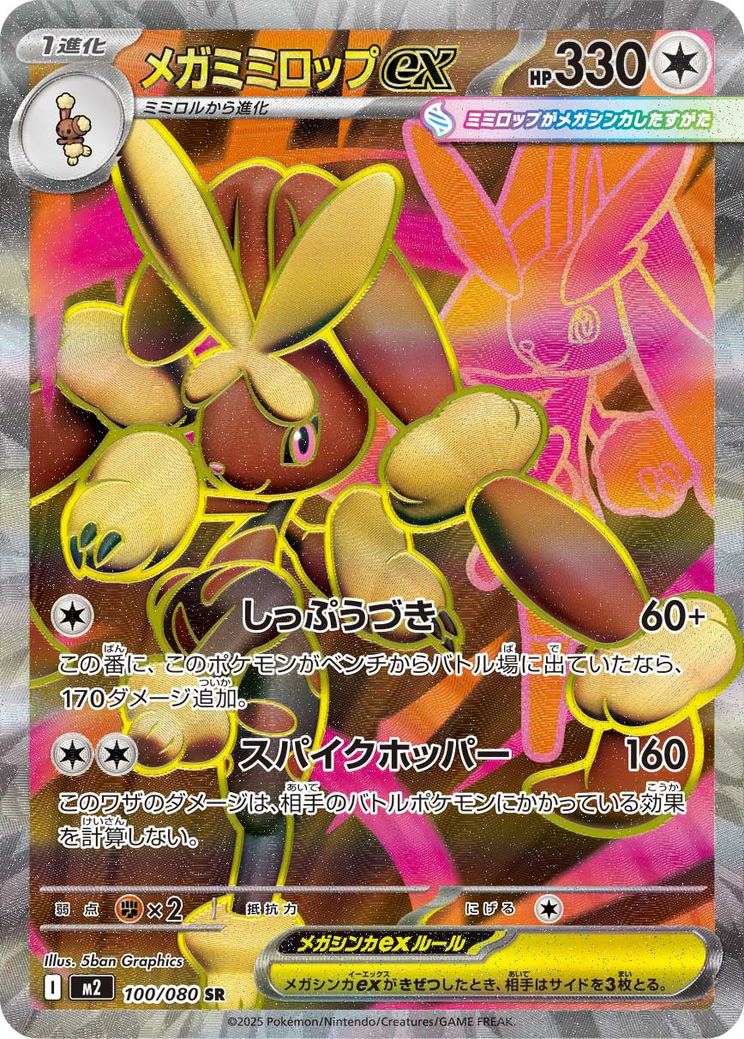 1進化 メガミミロップex HP330
ミミロルから進化
ミミロップがメガシンカしたすがた
しっぷうづき 60+
この番に、このポケモンがベンチからバトル場に出ていたなら、
170ダメージ追加。
スパイクホッパー 160
このワザのダメージは、相手のバトルポケモンにかかっている効果
を計算しない。
弱点 ×2 抵抗力 にげる
メガシンカexルール
メガシンカexがきぜつしたとき、相手はサイドを3枚とる。
Illus. 5ban Graphics
I M2 100/080 SR
©2025 Pokémon/Nintendo/Creatures/GAME FREAK.